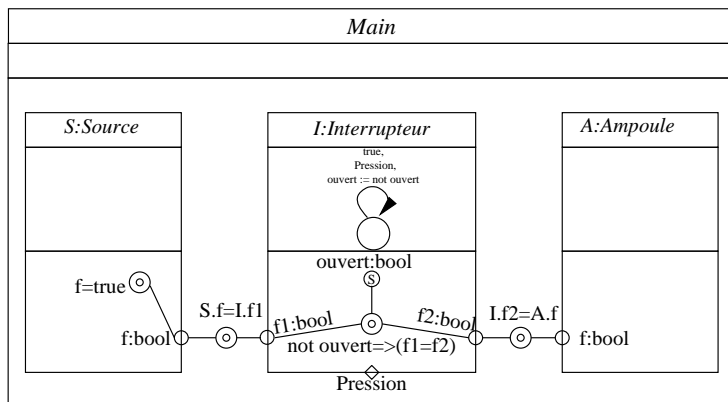 Main
S:Source
I:Interrupteur
A:Ampoule
true,
Pression,
ouvert := not ouvert
ouvert:bool
S
f=true
S.f=I.f1
f1:bool
f2:bool
I.f2=A.f
f:bool
f:bool
not ouvert=>(f1=f2)
Pression